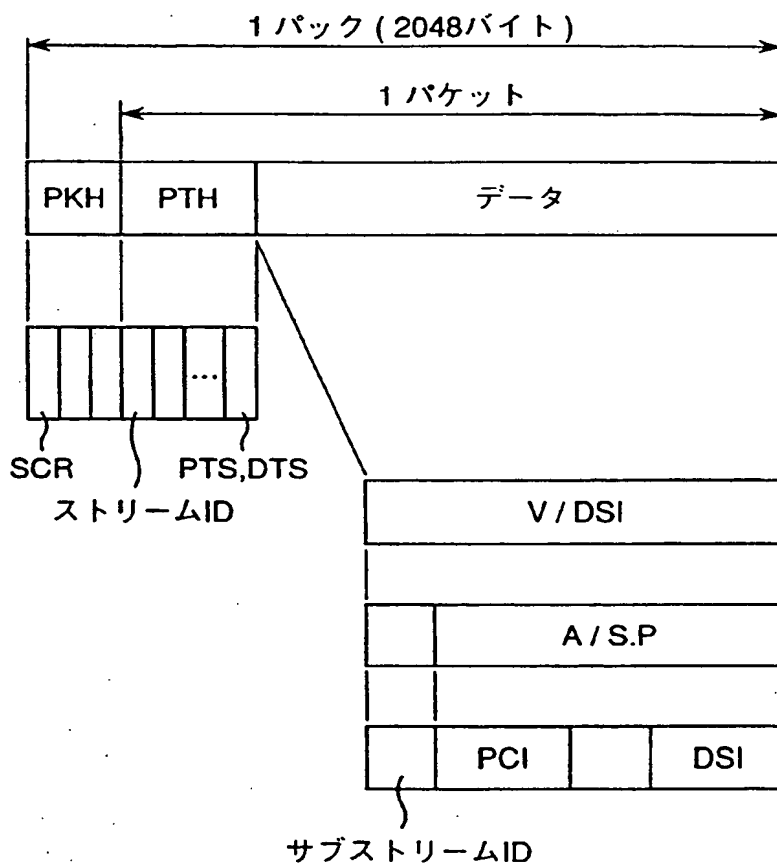 1 パック ( 2048バイト )
1 パケット
PKH PTH データ
...
SCR PTS,DTS
ストリームID
V / DSI
A / S.P
PCI DSI
サブストリームID